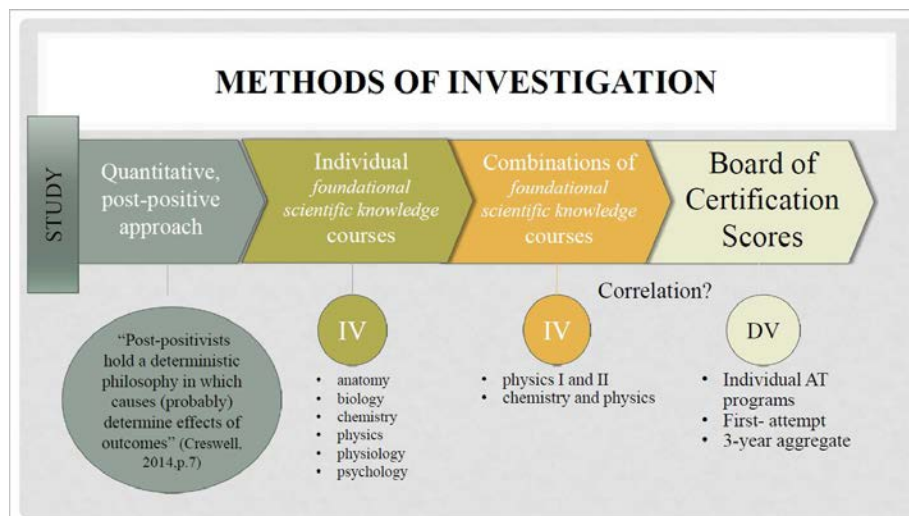 METHODS OF INVESTIGATION
STUDY
Quantitative,
post-positive
approach
Individual
foundational
scientific knowledge
courses
Combinations of
foundational
scientific knowledge
courses
Board of
Certification
Scores
Correlation?
“Post-positivists
hold a deterministic
philosophy in which
causes (probably)
determine effects of
outcomes” (Creswell,
2014,p.7)
IV
• anatomy
• biology
• chemistry
• physics
• physiology
• psychology
IV
• physics I and II
• chemistry and physics
DV
• Individual AT
programs
• First- attempt
• 3-year aggregate